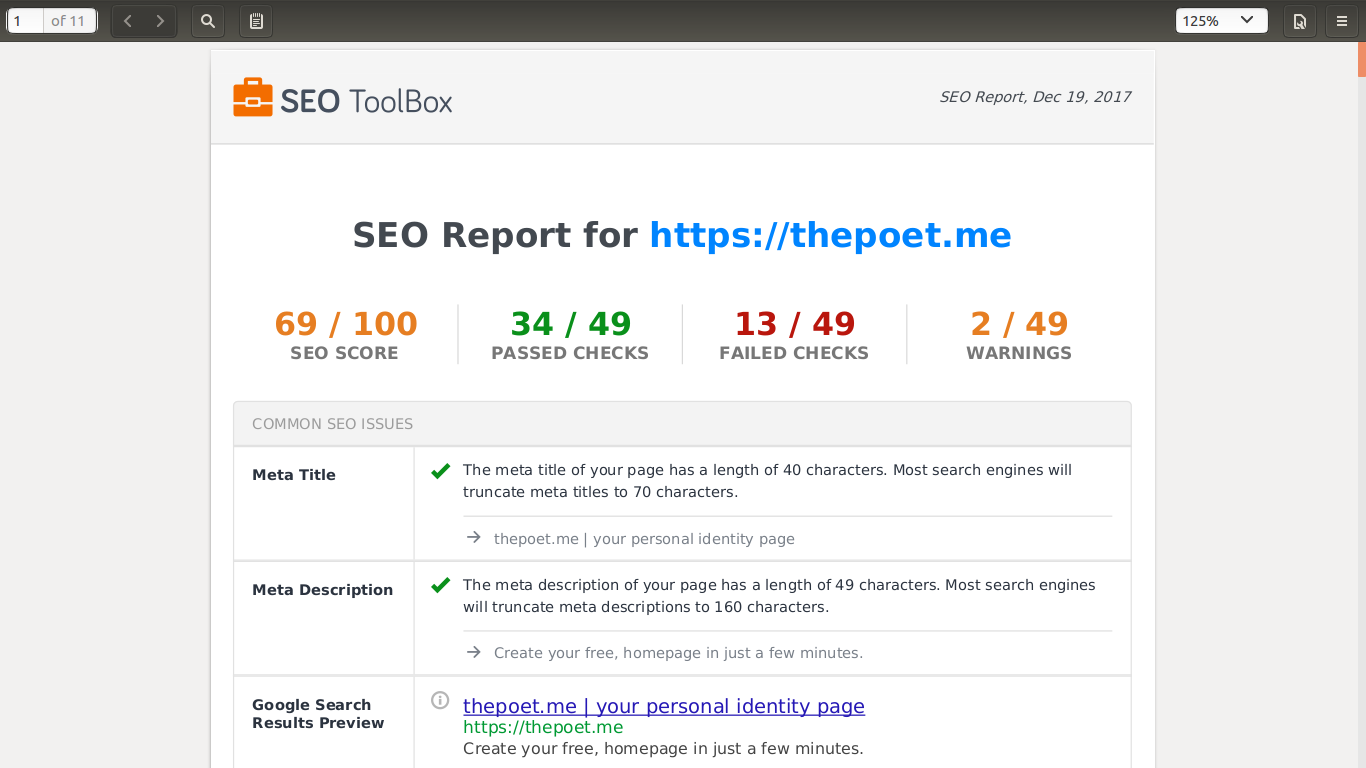 1 of 11
125%
SEO ToolBox
SEO Report, Dec 19, 2017
SEO Report for https://thepoet.me
69 / 100
SEO SCORE
34 / 49
PASSED CHECKS
13 / 49
FAILED CHECKS
2 / 49
WARNINGS
COMMON SEO ISSUES
Meta Title
The meta title of your page has a length of 40 characters. Most search engines will
truncate meta titles to 70 characters.
→ thepoet.me | your personal identity page
Meta Description
The meta description of your page has a length of 49 characters. Most search engines
will truncate meta descriptions to 160 characters.
→ Create your free, homepage in just a few minutes.
Google Search
Results Preview
thepoet.me | your personal identity page
https://thepoet.me
Create your free, homepage in just a few minutes.